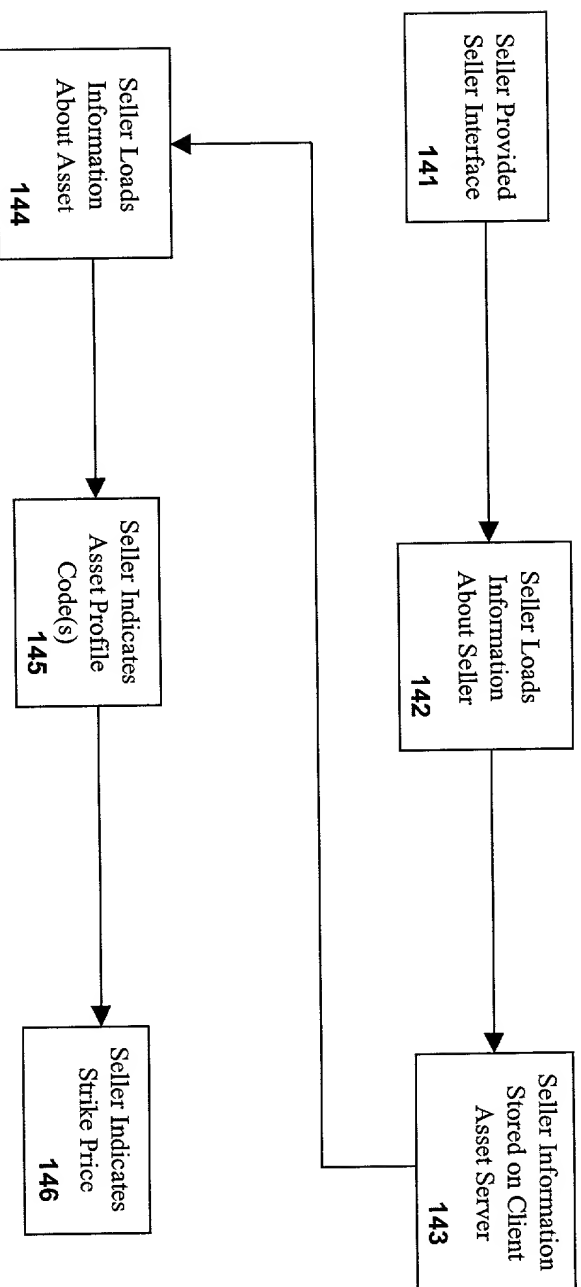 Seller Provided
Seller Interface
141
Seller Loads
Information
About Seller
142
Seller Information
Stored on Client
Asset Server
143
Seller Loads
Information
About Asset
144
Seller Indicates
Asset Profile
Code(s)
145
Seller Indicates
Strike Price
146